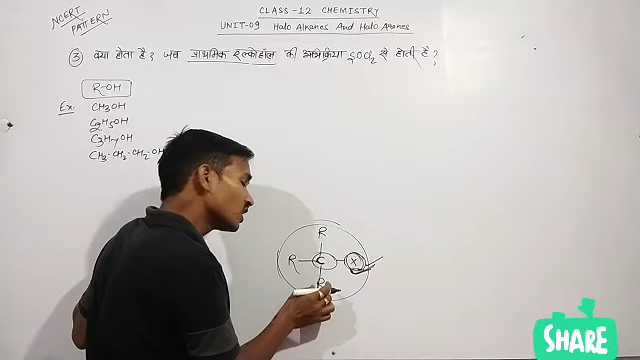 NCERT
PATTERN
CLASS-12 CHEMISTRY
UNIT-09 Halo Alkanes And Halo Arenes
③ क्या होता है? जब प्राथमिक एल्कोहॉल की अभिक्रिया SOCl₂ से होती है?
R-OH
Ex. CH3OH
C2H5OH
C3H7OH
CH3-CH2-CH2-OH
R
R C X
R
SHARE